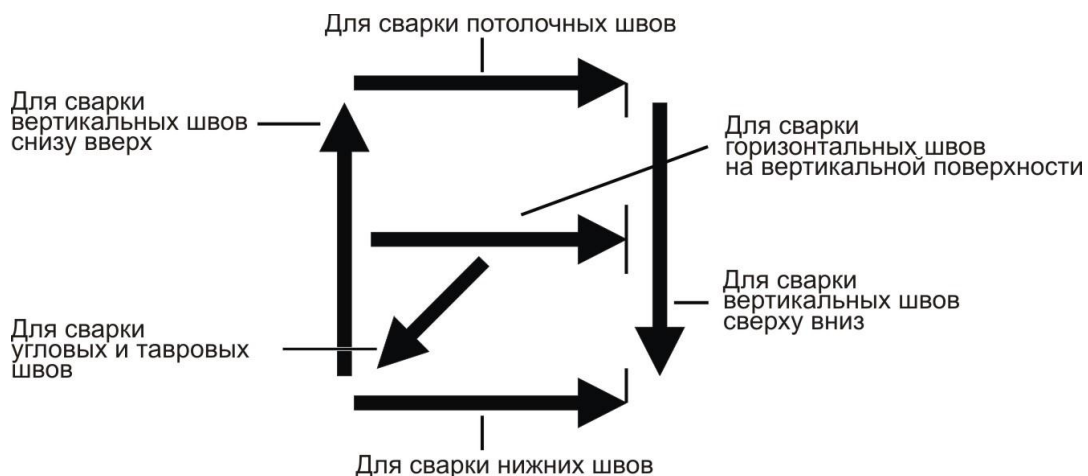 Для сварки потолочных швов
Для сварки
вертикальных швов
снизу вверх
Для сварки
горизонтальных швов
на вертикальной поверхности
Для сварки
вертикальных швов
сверху вниз
Для сварки
угловых и тавровых
швов
Для сварки нижних швов